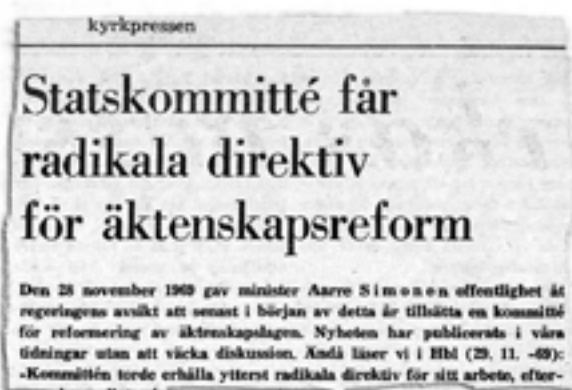 kyrkpressen
Statskommitté får
radikala direktiv
för äktenskapsreform
Den 28 november 1969 gav minister Aarre Simonen offentlighet åt
regeringens avsikt att senast i början av detta år tillsätta en kommitté
för reformering av äktenskapslagen. Nyheten har publicerats i våra
tidningar utan att väcka diskussion. Ändå läser vi i Hbl (29. 11. -69):
-Kommittén torde erhålla ytterst radikala direktiv för sitt arbete, efter-